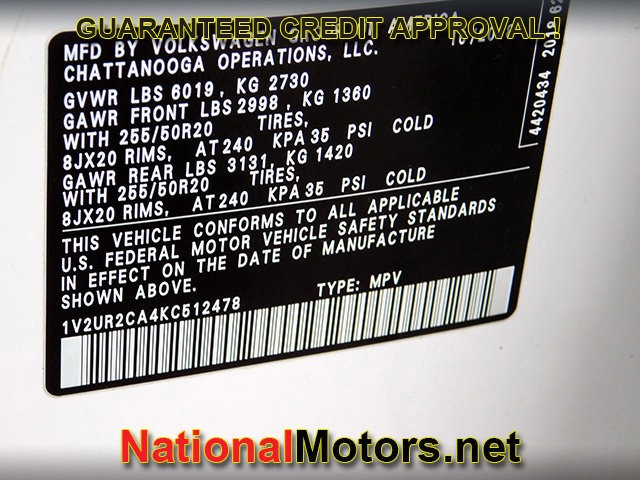 GUARANTEED CREDIT APPROVAL!
MFD BY VOLKSWAGEN AMERICA
CHATTANOOGA OPERATIONS, LLC.
GVWR LBS 6019, KG 2730
GAWR FRONT LBS 2998, KG 1360
WITH 255/50R20 TIRES,
8JX20 RIMS, AT 240 KPA 35 PSI COLD
GAWR REAR LBS 3131, KG 1420
WITH 255/50R20 TIRES,
8JX20 RIMS, AT 240 KPA 35 PSI COLD
THIS VEHICLE CONFORMS TO ALL APPLICABLE
U.S. FEDERAL MOTOR VEHICLE SAFETY STANDARDS
IN EFFECT ON THE DATE OF MANUFACTURE
SHOWN ABOVE.
1V2UR2CA4KC512478 TYPE: MPV
4420434 2018
NationalMotors.net